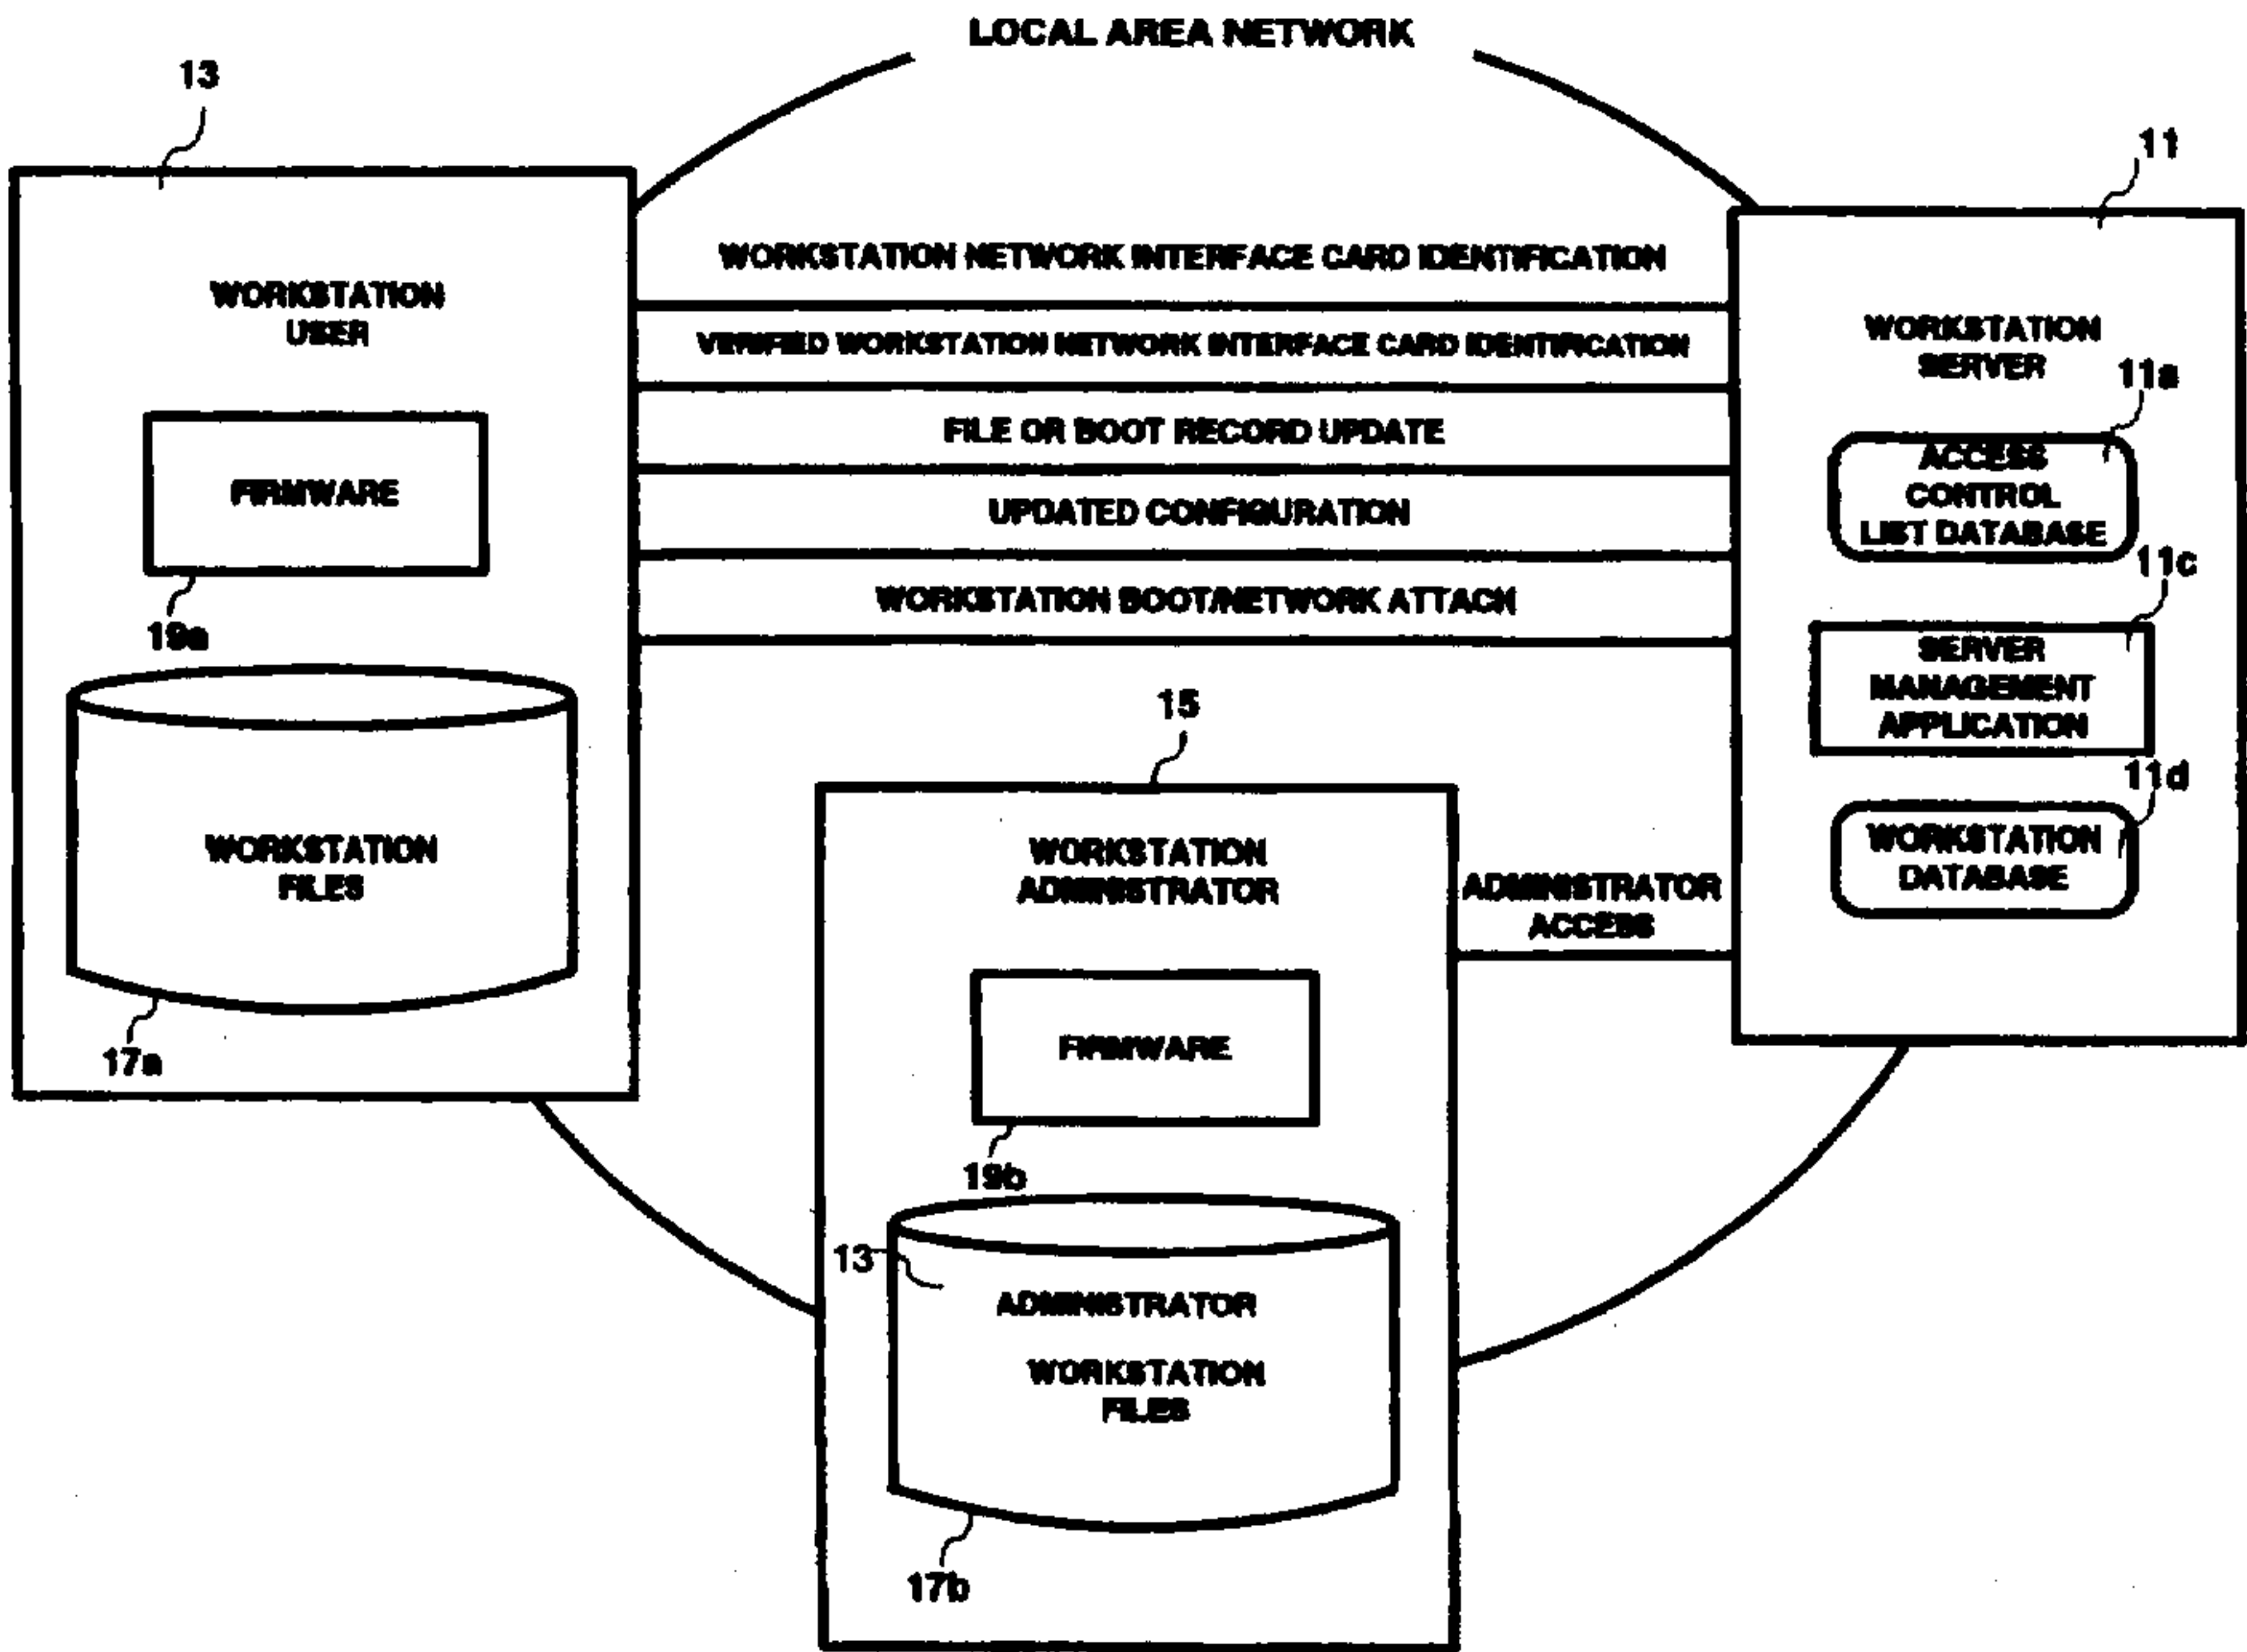 LOCAL AREA NETWORK
13
11
WORKSTATION
USER
FIRMWARE
19a
WORKSTATION
FILES
17a
WORKSTATION NETWORK INTERFACE CARD IDENTIFICATION
VERIFIED WORKSTATION NETWORK INTERFACE CARD IDENTIFICATION
FILE OR BOOT RECORD UPDATE
UPDATED CONFIGURATION
WORKSTATION BOOT/NETWORK ATTACH
WORKSTATION
SERVER
11a
ACCESS
CONTROL
LIST DATABASE
11c
SERVER
MANAGEMENT
APPLICATION
11d
WORKSTATION
DATABASE
15
WORKSTATION
ADMINISTRATOR
ADMINISTRATOR
ACCESS
FIRMWARE
19b
13
ADMINISTRATOR
WORKSTATION
FILES
17b